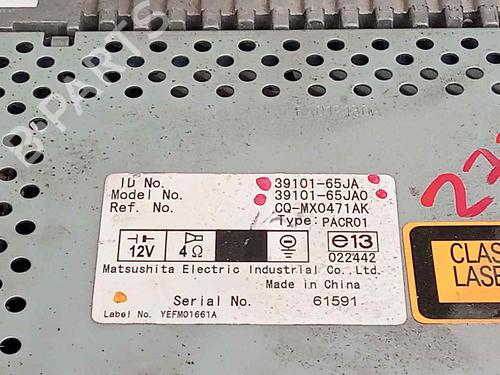 B-PARTS
ID No. 39101-65JA
Model No. 39101-65JA0
Ref. No. CQ-MX0471AK
Type: PACR01
12V 4Ω e13
022442
Matsushita Electric Industrial Co., Ltd.
Made in China
Serial No. 61591
Label No. YEFM01661A
CLAS
LASE